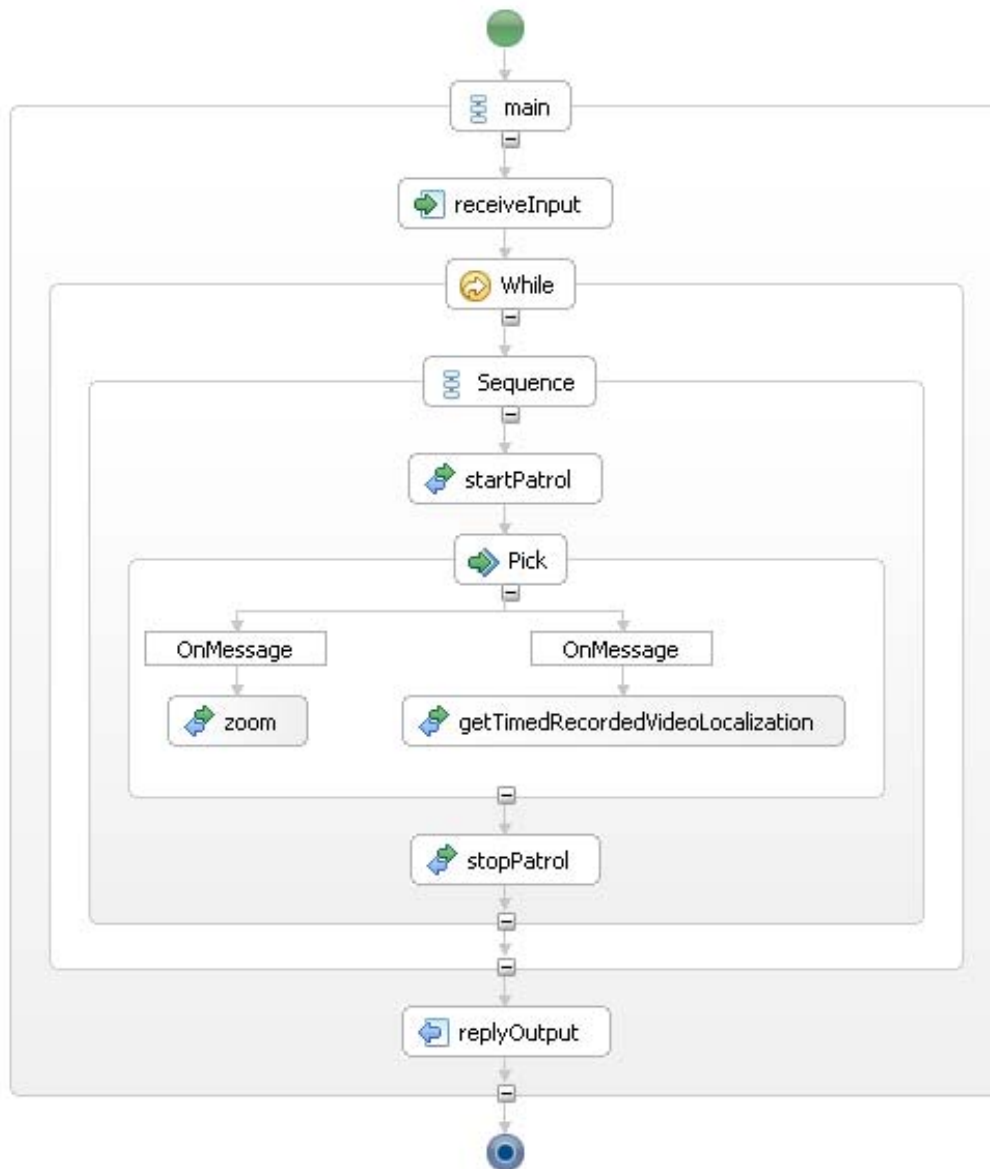 main
receiveInput
While
Sequence
startPatrol
Pick
OnMessage
OnMessage
zoom
getTimedRecordedVideoLocalization
stopPatrol
replyOutput